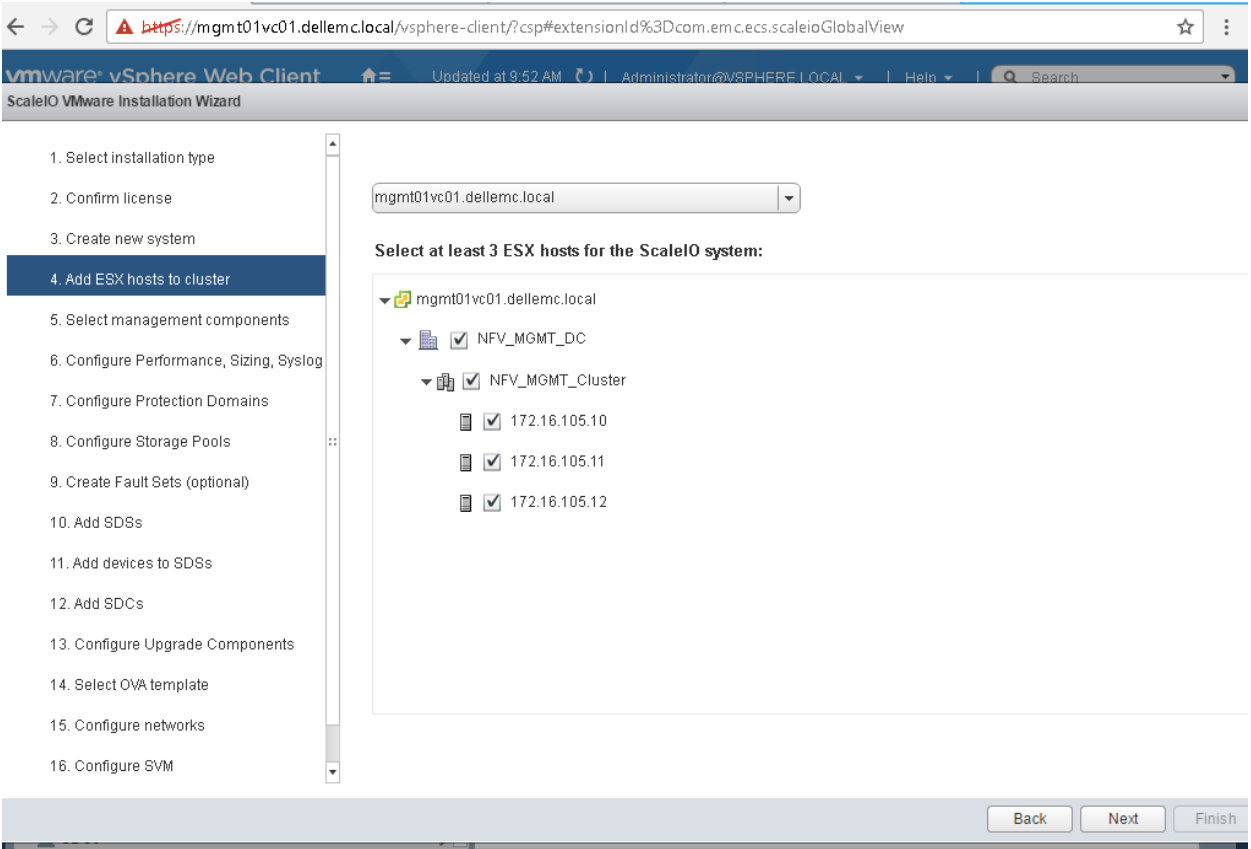 https://mgmt01vc01.dellemc.local/vsphere-client/?csp#extensionId%3Dcom.emc.ecs.scaleioGlobalView
vmware® vSphere Web Client Updated at 9:52 AM | Administrator@VSPHERE.LOCAL | Help | Search
ScaleIO VMware Installation Wizard
1. Select installation type
2. Confirm license
3. Create new system
4. Add ESX hosts to cluster
5. Select management components
6. Configure Performance, Sizing, Syslog
7. Configure Protection Domains
8. Configure Storage Pools
9. Create Fault Sets (optional)
10. Add SDSs
11. Add devices to SDSs
12. Add SDCs
13. Configure Upgrade Components
14. Select OVA template
15. Configure networks
16. Configure SVM
mgmt01vc01.dellemc.local
Select at least 3 ESX hosts for the ScaleIO system:
mgmt01vc01.dellemc.local
NFV_MGMT_DC
NFV_MGMT_Cluster
172.16.105.10
172.16.105.11
172.16.105.12
Back Next Finish